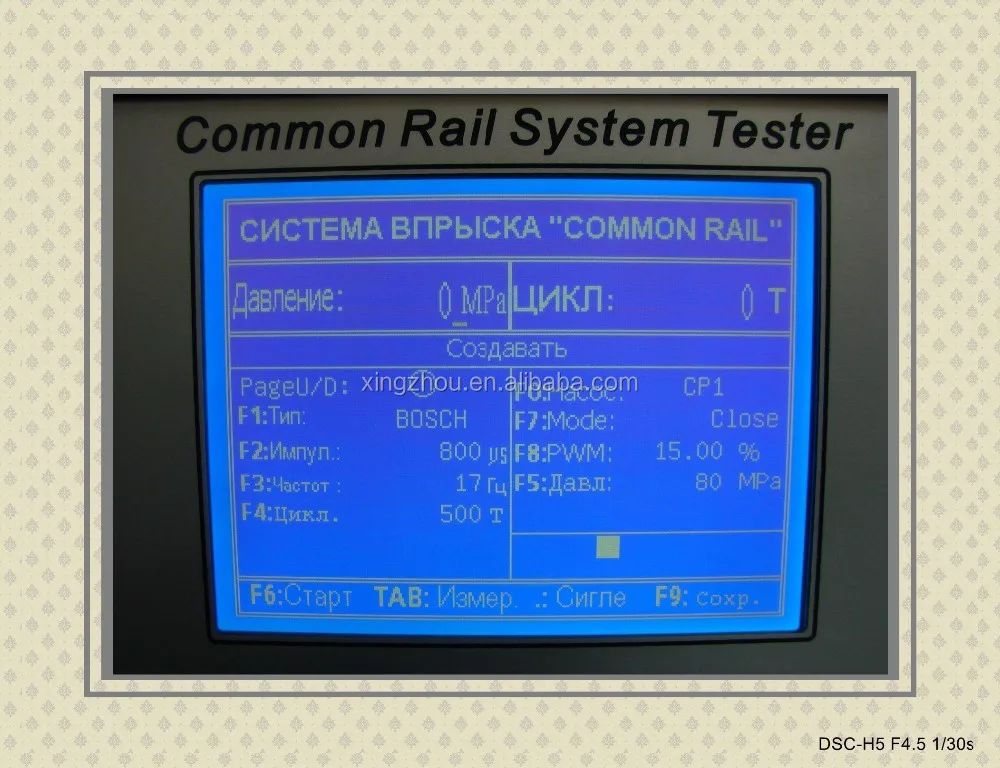 Common Rail System Tester
СИСТЕМА ВПРЫСКА "COMMON RAIL"
Давление: 0 MPa ЦИКЛ: 0 T
Создавать
PageU/D: xingzhou.en.alibaba.com Насос: CP1
F1:Тип: BOSCH F7:Mode: Close
F2:Импул.: 800 µs F8:PWM: 15.00 %
F3:Частот : 17 Гц F5:Давл: 80 MPa
F4:Цикл. 500 T
F6:Старт TAB: Измер. .: Сигле F9: Сохр.
DSC-H5 F4.5 1/30s